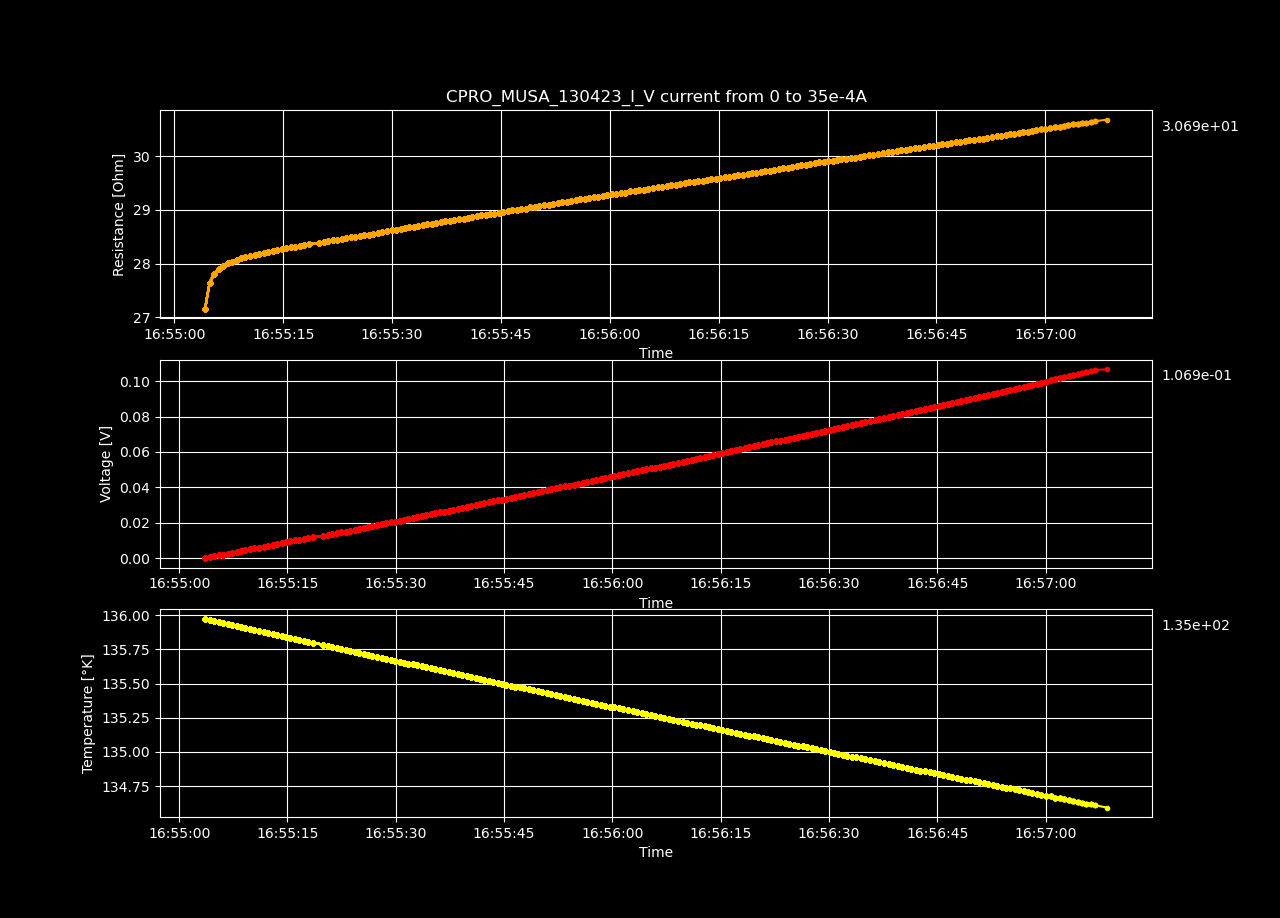 CPRO_MUSA_130423_I_V current from 0 to 35e-4A
3.069e+01
Resistance [Ohm]
30
29
28
27
16:55:00 16:55:15 16:55:30 16:55:45 16:56:00 16:56:15 16:56:30 16:56:45 16:57:00
Time
1.069e-01
Voltage [V]
0.10
0.08
0.06
0.04
0.02
0.00
16:55:00 16:55:15 16:55:30 16:55:45 16:56:00 16:56:15 16:56:30 16:56:45 16:57:00
Time
1.35e+02
Temperature [°K]
136.00
135.75
135.50
135.25
135.00
134.75
16:55:00 16:55:15 16:55:30 16:55:45 16:56:00 16:56:15 16:56:30 16:56:45 16:57:00
Time